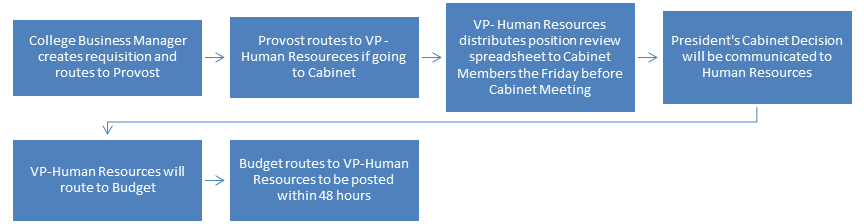 College Business Manager
creates requisition and
routes to Provost
Provost routes to VP -
Human Resoureces if going
to Cabinet
VP- Human Resources
distributes position review
spreadsheet to Cabinet
Members the Friday before
Cabinet Meeting
President's Cabinet Decision
will be communicated to
Human Resources
VP-Human Resources will
route to Budget
Budget routes to VP-Human
Resources to be posted
within 48 hours